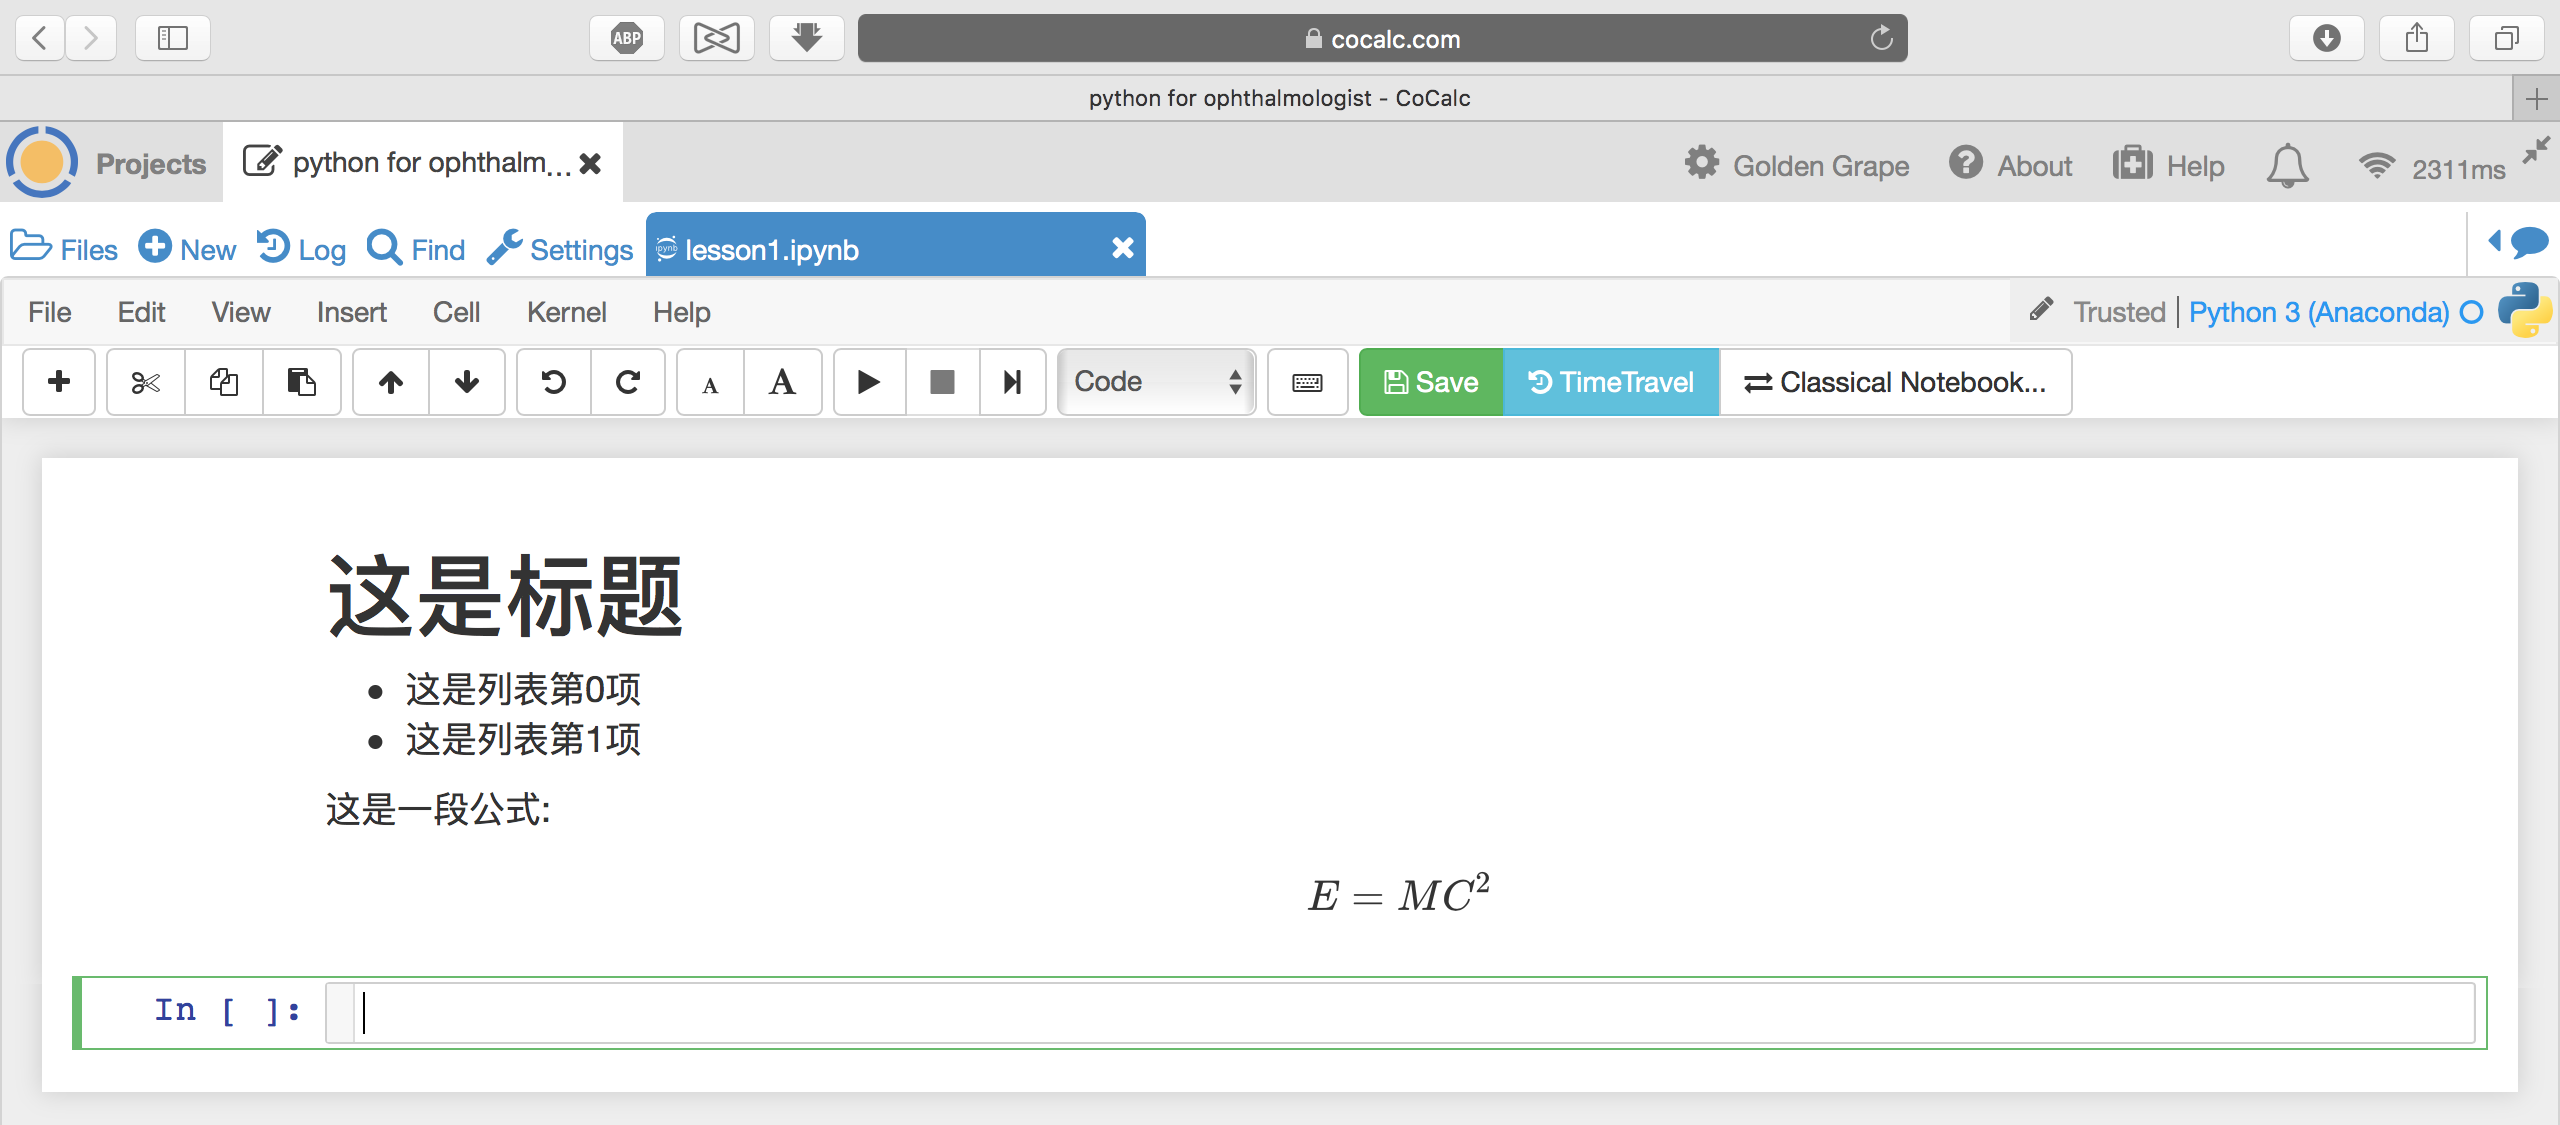 ABP
cocalc.com
python for ophthalmologist - CoCalc
Projects
python for ophthalm...
Golden Grape
About
Help
2311ms
Files
New
Log
Find
Settings
ipynb
lesson1.ipynb
File Edit View Insert Cell Kernel Help
Trusted
Python 3 (Anaconda)
A
A
Code
Save
TimeTravel
Classical Notebook...
这是标题
• 这是列表第0项
• 这是列表第1项
这是一段公式:
E = MC²
In [ ]: